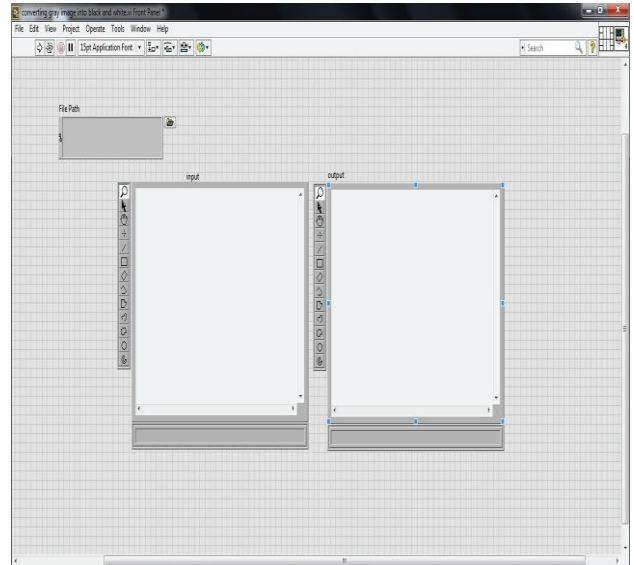 converting gray image into black and white.vi Front Panel *
File Edit View Project Operate Tools Window Help
15pt Application Font
Search
4
File Path
input
output